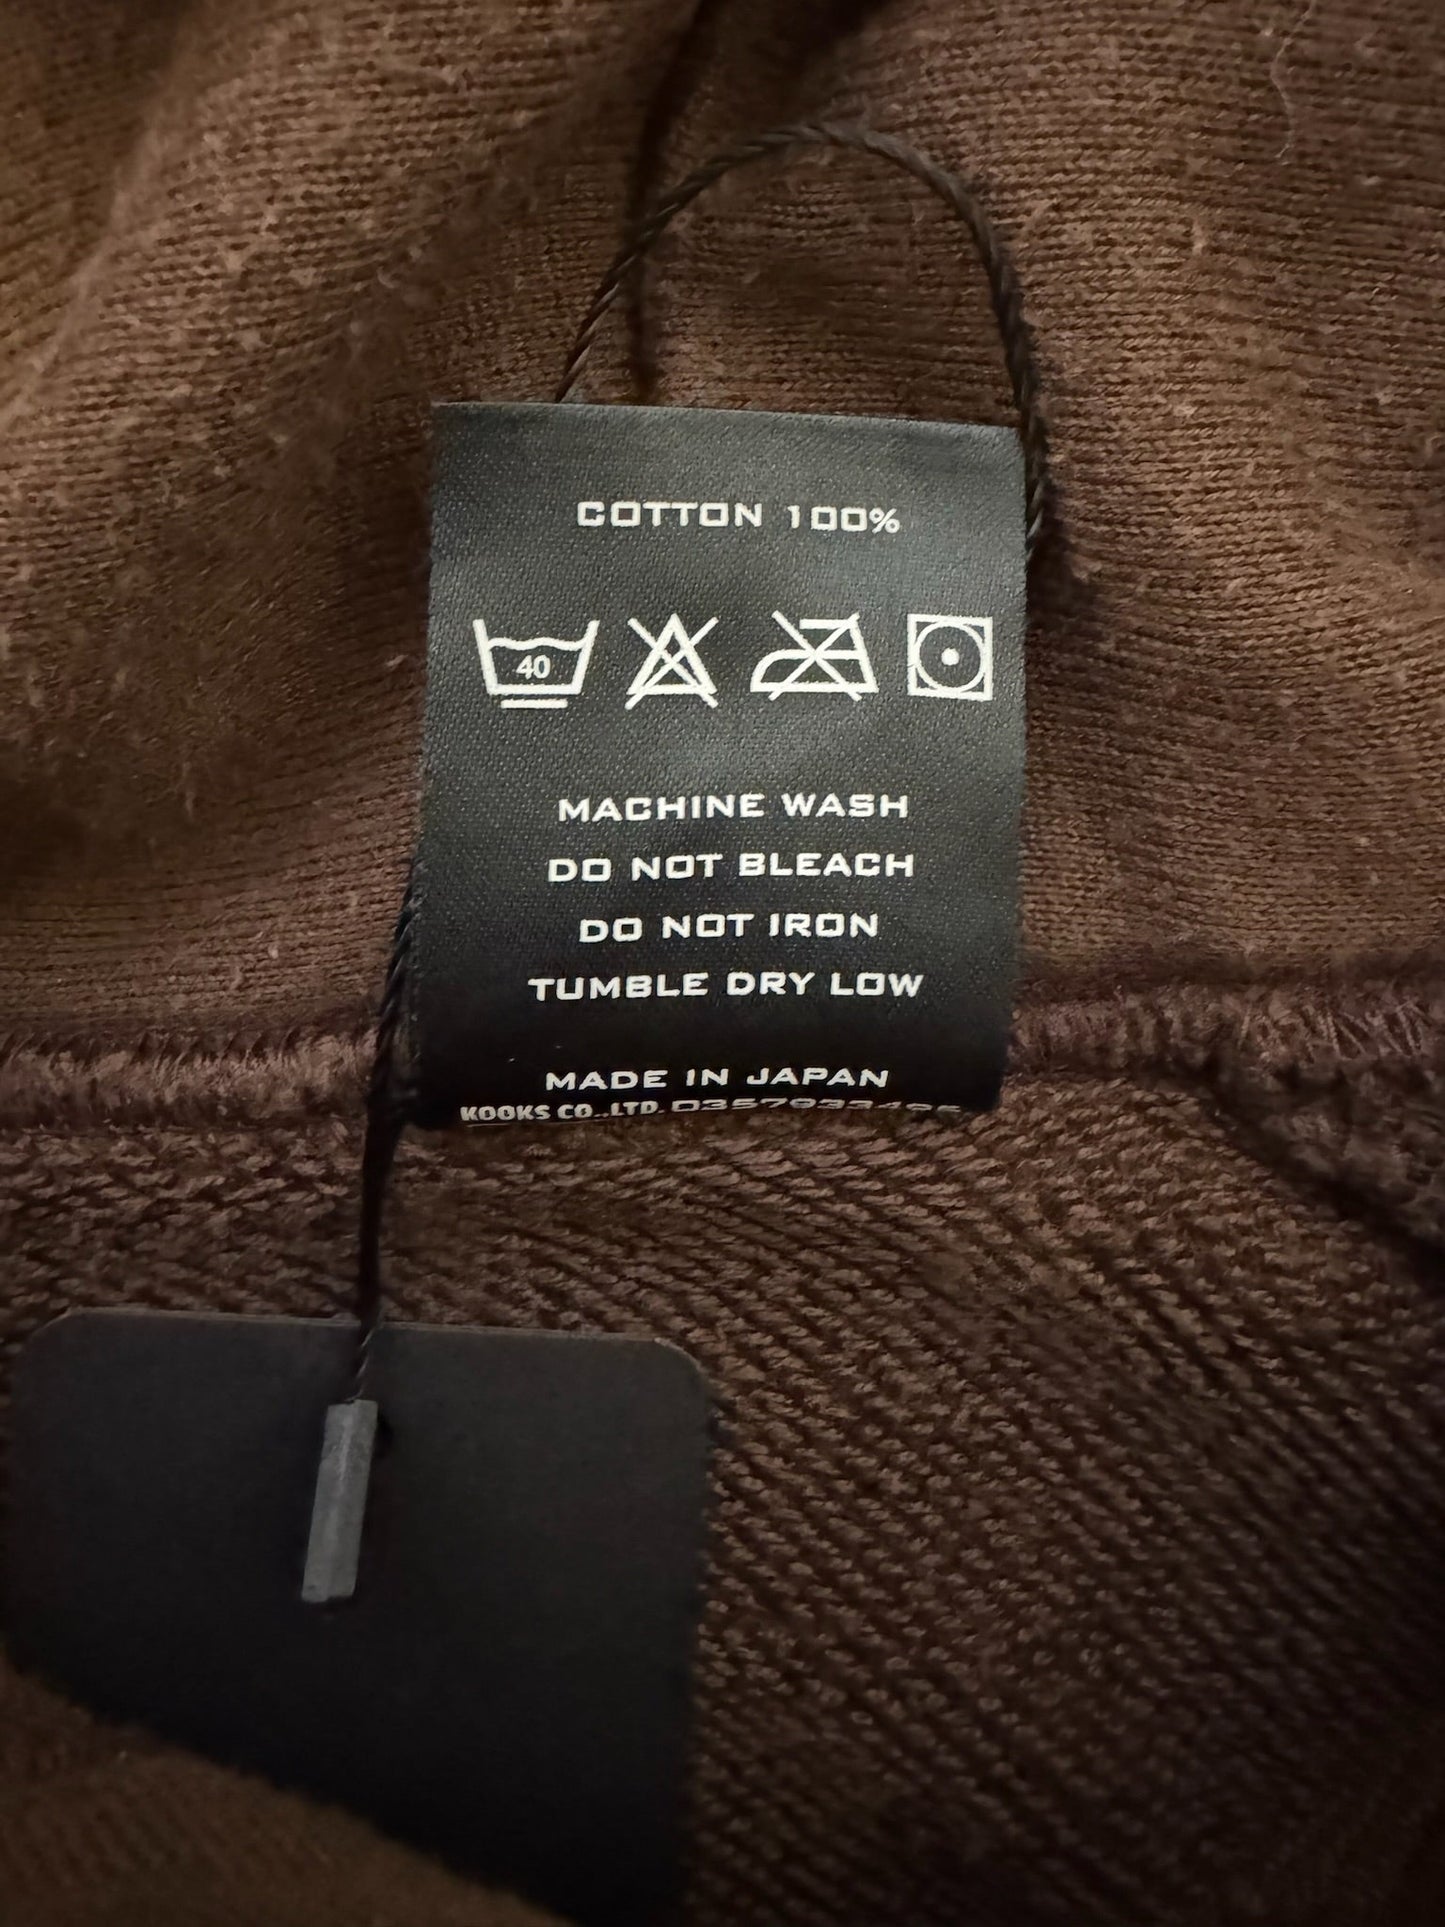 COTTON 100%
40
MACHINE WASH
DO NOT BLEACH
DO NOT IRON
TUMBLE DRY LOW
MADE IN JAPAN
KOOKS CO.,LTD.